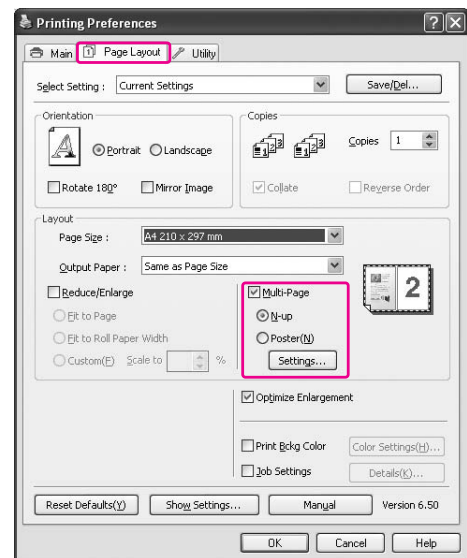 Printing Preferences
Main Page Layout Utility
Select Setting : Current Settings Save/Del...
Orientation Copies
Portrait Landscape Copies 1
Rotate 180° Mirror Image Collate Reverse Order
Layout
Page Size : A4 210 x 297 mm
Output Paper : Same as Page Size
Reduce/Enlarge Multi-Page
Fit to Page N-up
Fit to Roll Paper Width Poster(N)
Custom(F) Scale to % Settings...
2
Optimize Enlargement
Print Bckg Color Color Settings(H)...
Job Settings Details(K)...
Reset Defaults(Y) Show Settings... Manual Version 6.50
OK Cancel Help